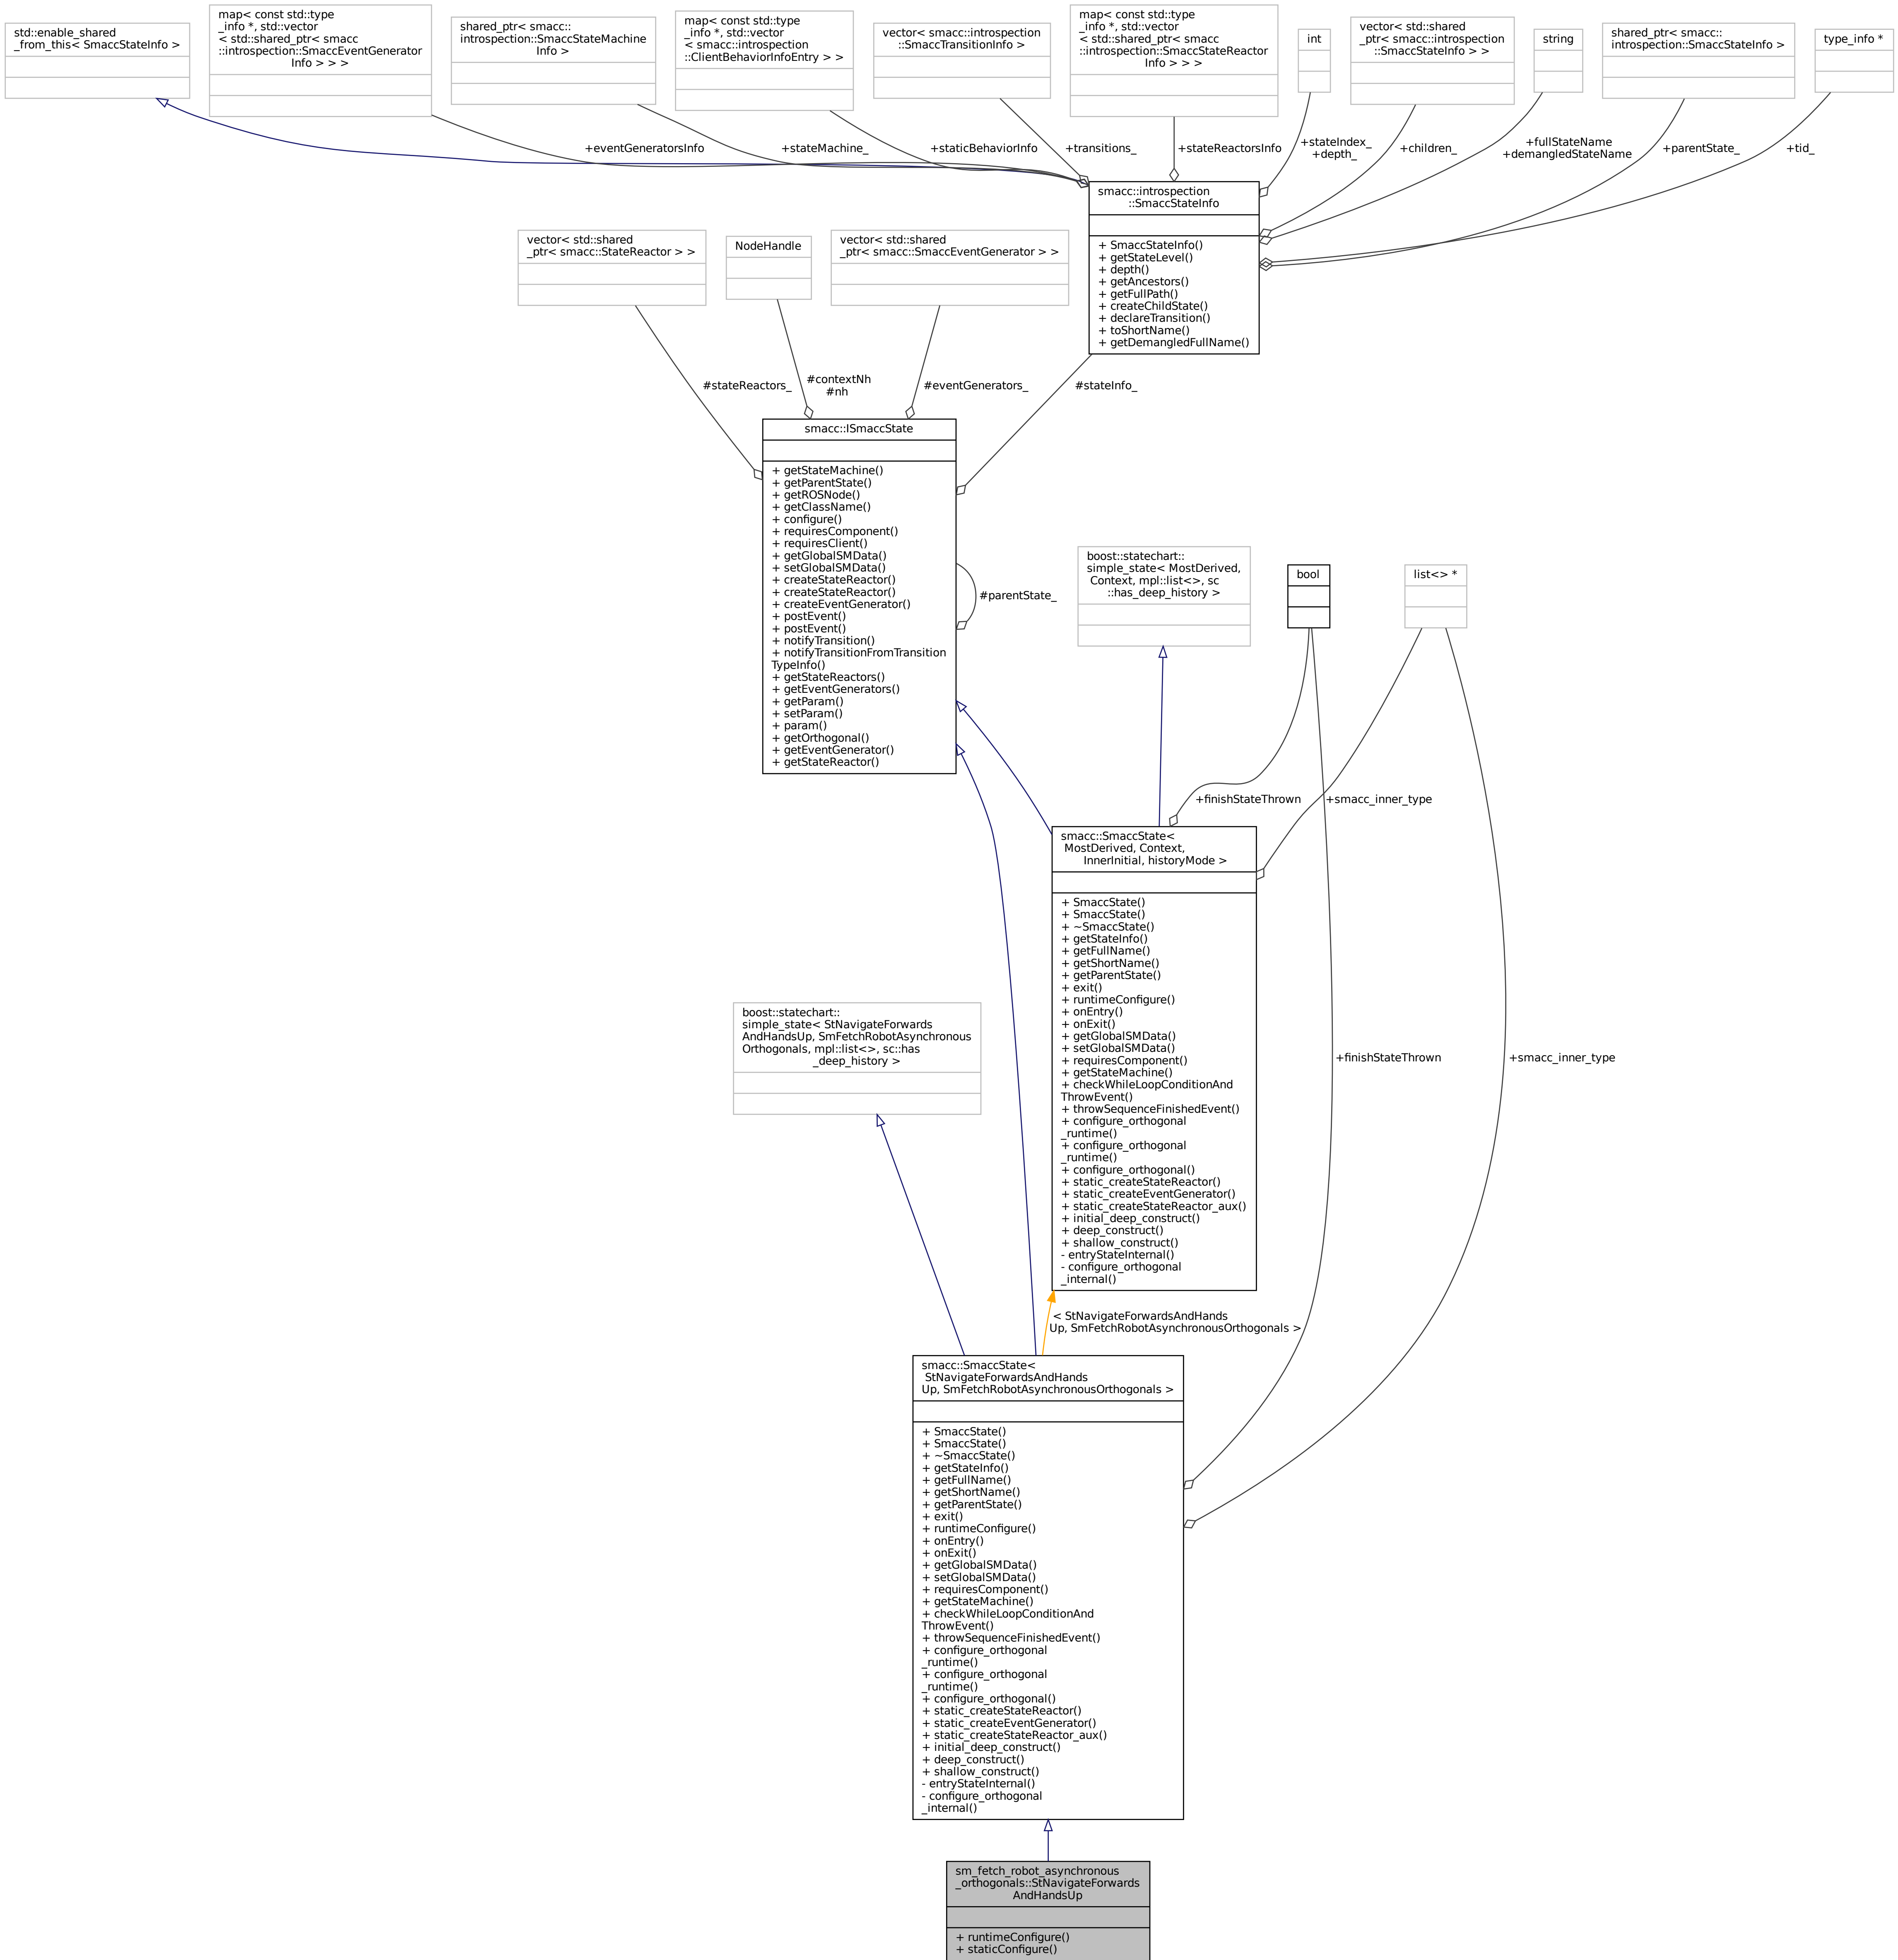 std::enable_shared
_from_this< SmaccStateInfo >
map< const std::type
_info *, std::vector
< std::shared_ptr< smacc
::introspection::SmaccEventGenerator
Info > > >
shared_ptr< smacc::
introspection::SmaccStateMachine
Info >
map< const std::type
_info *, std::vector
< smacc::introspection
::ClientBehaviorInfoEntry > >
vector< smacc::introspection
::SmaccTransitionInfo >
map< const std::type
_info *, std::vector
< std::shared_ptr< smacc
::introspection::SmaccStateReactor
Info > > >
int
vector< std::shared
_ptr< smacc::introspection
::SmaccStateInfo > >
string
shared_ptr< smacc::
introspection::SmaccStateInfo >
type_info *
+eventGeneratorsInfo
+stateMachine_
+staticBehaviorInfo
+transitions_
+stateReactorsInfo
+stateIndex_
+depth_
+children_
+fullStateName
+demangledStateName
+parentState_
+tid_
smacc::introspection
::SmaccStateInfo
+ SmaccStateInfo()
+ getStateLevel()
+ depth()
+ getAncestors()
+ getFullPath()
+ createChildState()
+ declareTransition()
+ toShortName()
+ getDemangledFullName()
vector< std::shared
_ptr< smacc::StateReactor > >
NodeHandle
vector< std::shared
_ptr< smacc::SmaccEventGenerator > >
#stateReactors_
#contextNh
#nh
#eventGenerators_
#stateInfo_
smacc::ISmaccState
+ getStateMachine()
+ getParentState()
+ getROSNode()
+ getClassName()
+ configure()
+ requiresComponent()
+ requiresClient()
+ getGlobalSMData()
+ setGlobalSMData()
+ createStateReactor()
+ createStateReactor()
+ createEventGenerator()
+ postEvent()
+ postEvent()
+ notifyTransition()
+ notifyTransitionFromTransition
TypeInfo()
+ getStateReactors()
+ getEventGenerators()
+ getParam()
+ setParam()
+ param()
+ getOrthogonal()
+ getEventGenerator()
+ getStateReactor()
#parentState_
boost::statechart::
simple_state< MostDerived,
Context, mpl::list<>, sc
::has_deep_history >
bool
list<> *
+finishStateThrown
+smacc_inner_type
smacc::SmaccState<
MostDerived, Context,
InnerInitial, historyMode >
+ SmaccState()
+ SmaccState()
+ ~SmaccState()
+ getStateInfo()
+ getFullName()
+ getShortName()
+ getParentState()
+ exit()
+ runtimeConfigure()
+ onEntry()
+ onExit()
+ getGlobalSMData()
+ setGlobalSMData()
+ requiresComponent()
+ getStateMachine()
+ checkWhileLoopConditionAnd
ThrowEvent()
+ throwSequenceFinishedEvent()
+ configure_orthogonal
_runtime()
+ configure_orthogonal
_runtime()
+ configure_orthogonal()
+ static_createStateReactor()
+ static_createEventGenerator()
+ static_createStateReactor_aux()
+ initial_deep_construct()
+ deep_construct()
+ shallow_construct()
- entryStateInternal()
- configure_orthogonal
_internal()
boost::statechart::
simple_state< StNavigateForwards
AndHandsUp, SmFetchRobotAsynchronous
Orthogonals, mpl::list<>, sc::has
_deep_history >
+finishStateThrown
+smacc_inner_type
< StNavigateForwardsAndHands
Up, SmFetchRobotAsynchronousOrthogonals >
smacc::SmaccState<
StNavigateForwardsAndHands
Up, SmFetchRobotAsynchronousOrthogonals >
+ SmaccState()
+ SmaccState()
+ ~SmaccState()
+ getStateInfo()
+ getFullName()
+ getShortName()
+ getParentState()
+ exit()
+ runtimeConfigure()
+ onEntry()
+ onExit()
+ getGlobalSMData()
+ setGlobalSMData()
+ requiresComponent()
+ getStateMachine()
+ checkWhileLoopConditionAnd
ThrowEvent()
+ throwSequenceFinishedEvent()
+ configure_orthogonal
_runtime()
+ configure_orthogonal
_runtime()
+ configure_orthogonal()
+ static_createStateReactor()
+ static_createEventGenerator()
+ static_createStateReactor_aux()
+ initial_deep_construct()
+ deep_construct()
+ shallow_construct()
- entryStateInternal()
- configure_orthogonal
_internal()
sm_fetch_robot_asynchronous
_orthogonals::StNavigateForwards
AndHandsUp
+ runtimeConfigure()
+ staticConfigure()